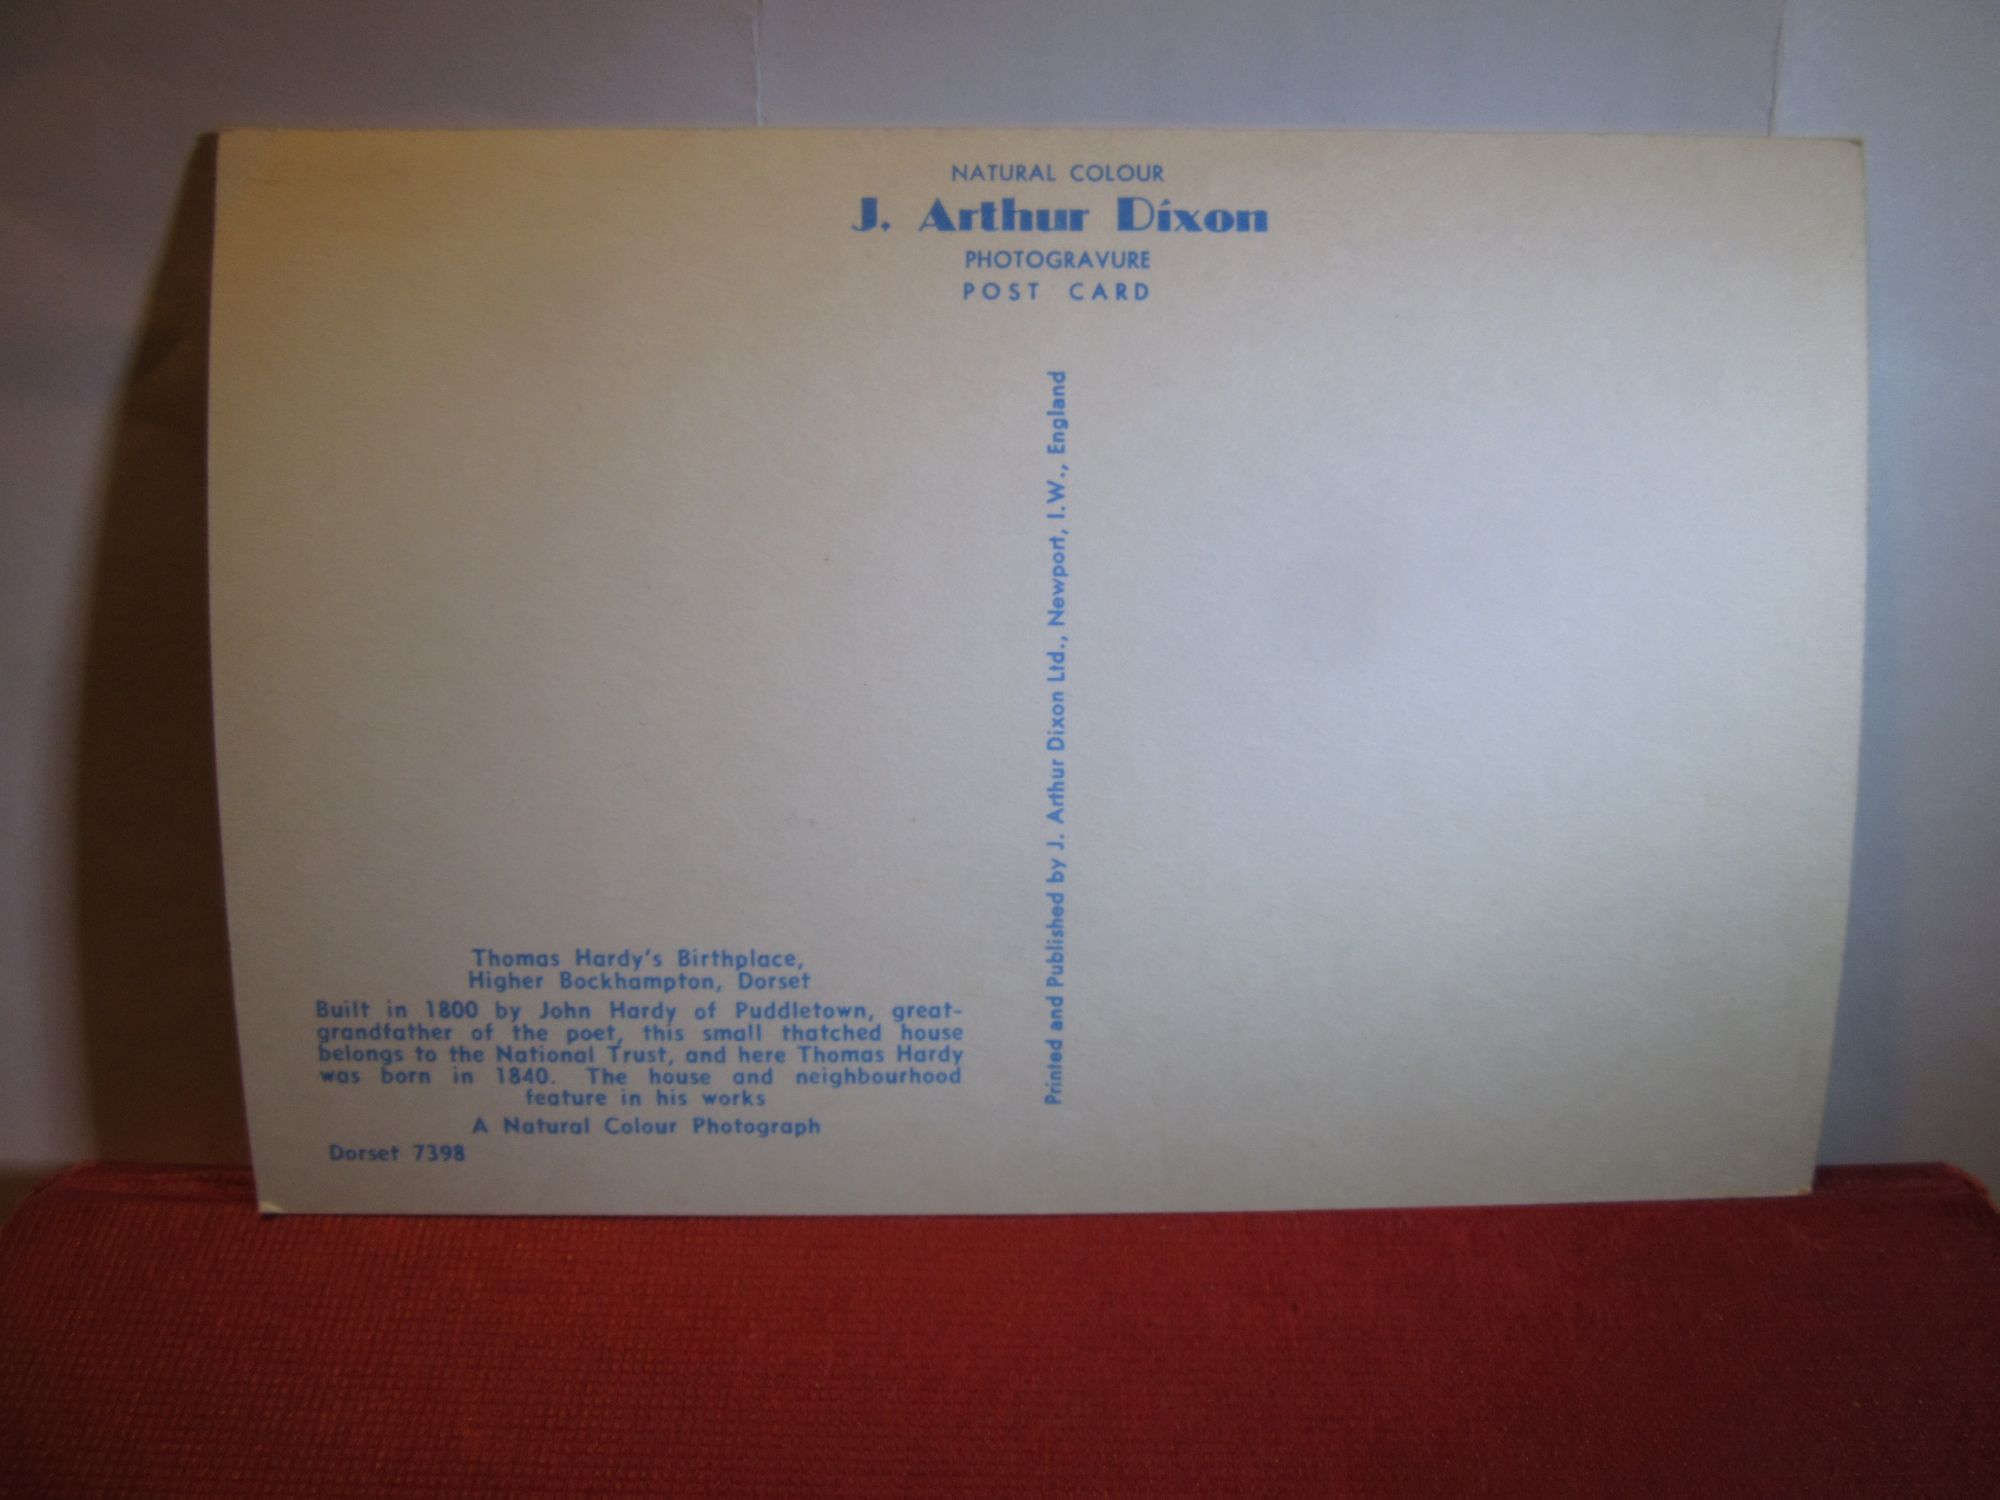 NATURAL COLOUR
J. Arthur Dixon
PHOTOGRAVURE
POST CARD
Printed and Published by J. Arthur Dixon Ltd., Newport, I.W., England
Thomas Hardy's Birthplace,
Higher Bockhampton, Dorset
Built in 1800 by John Hardy of Puddletown, great-
grandfather of the poet, this small thatched house
belongs to the National Trust, and here Thomas Hardy
was born in 1840. The house and neighbourhood
feature in his works
A Natural Colour Photograph
Dorset 7398